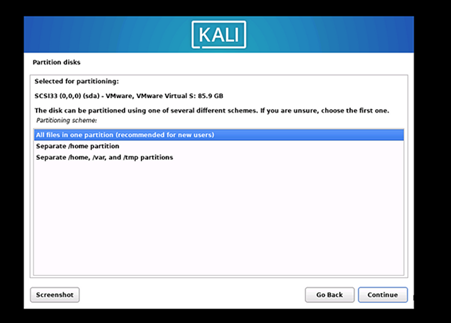 KALI
Partition disks
Selected for partitioning:
SCSI33 (0,0,0) (sda) - VMware, VMware Virtual S: 85.9 GB
The disk can be partitioned using one of several different schemes. If you are unsure, choose the first one.
Partitioning scheme:
All files in one partition (recommended for new users)
Separate /home partition
Separate /home, /var, and /tmp partitions
Screenshot
Go Back
Continue